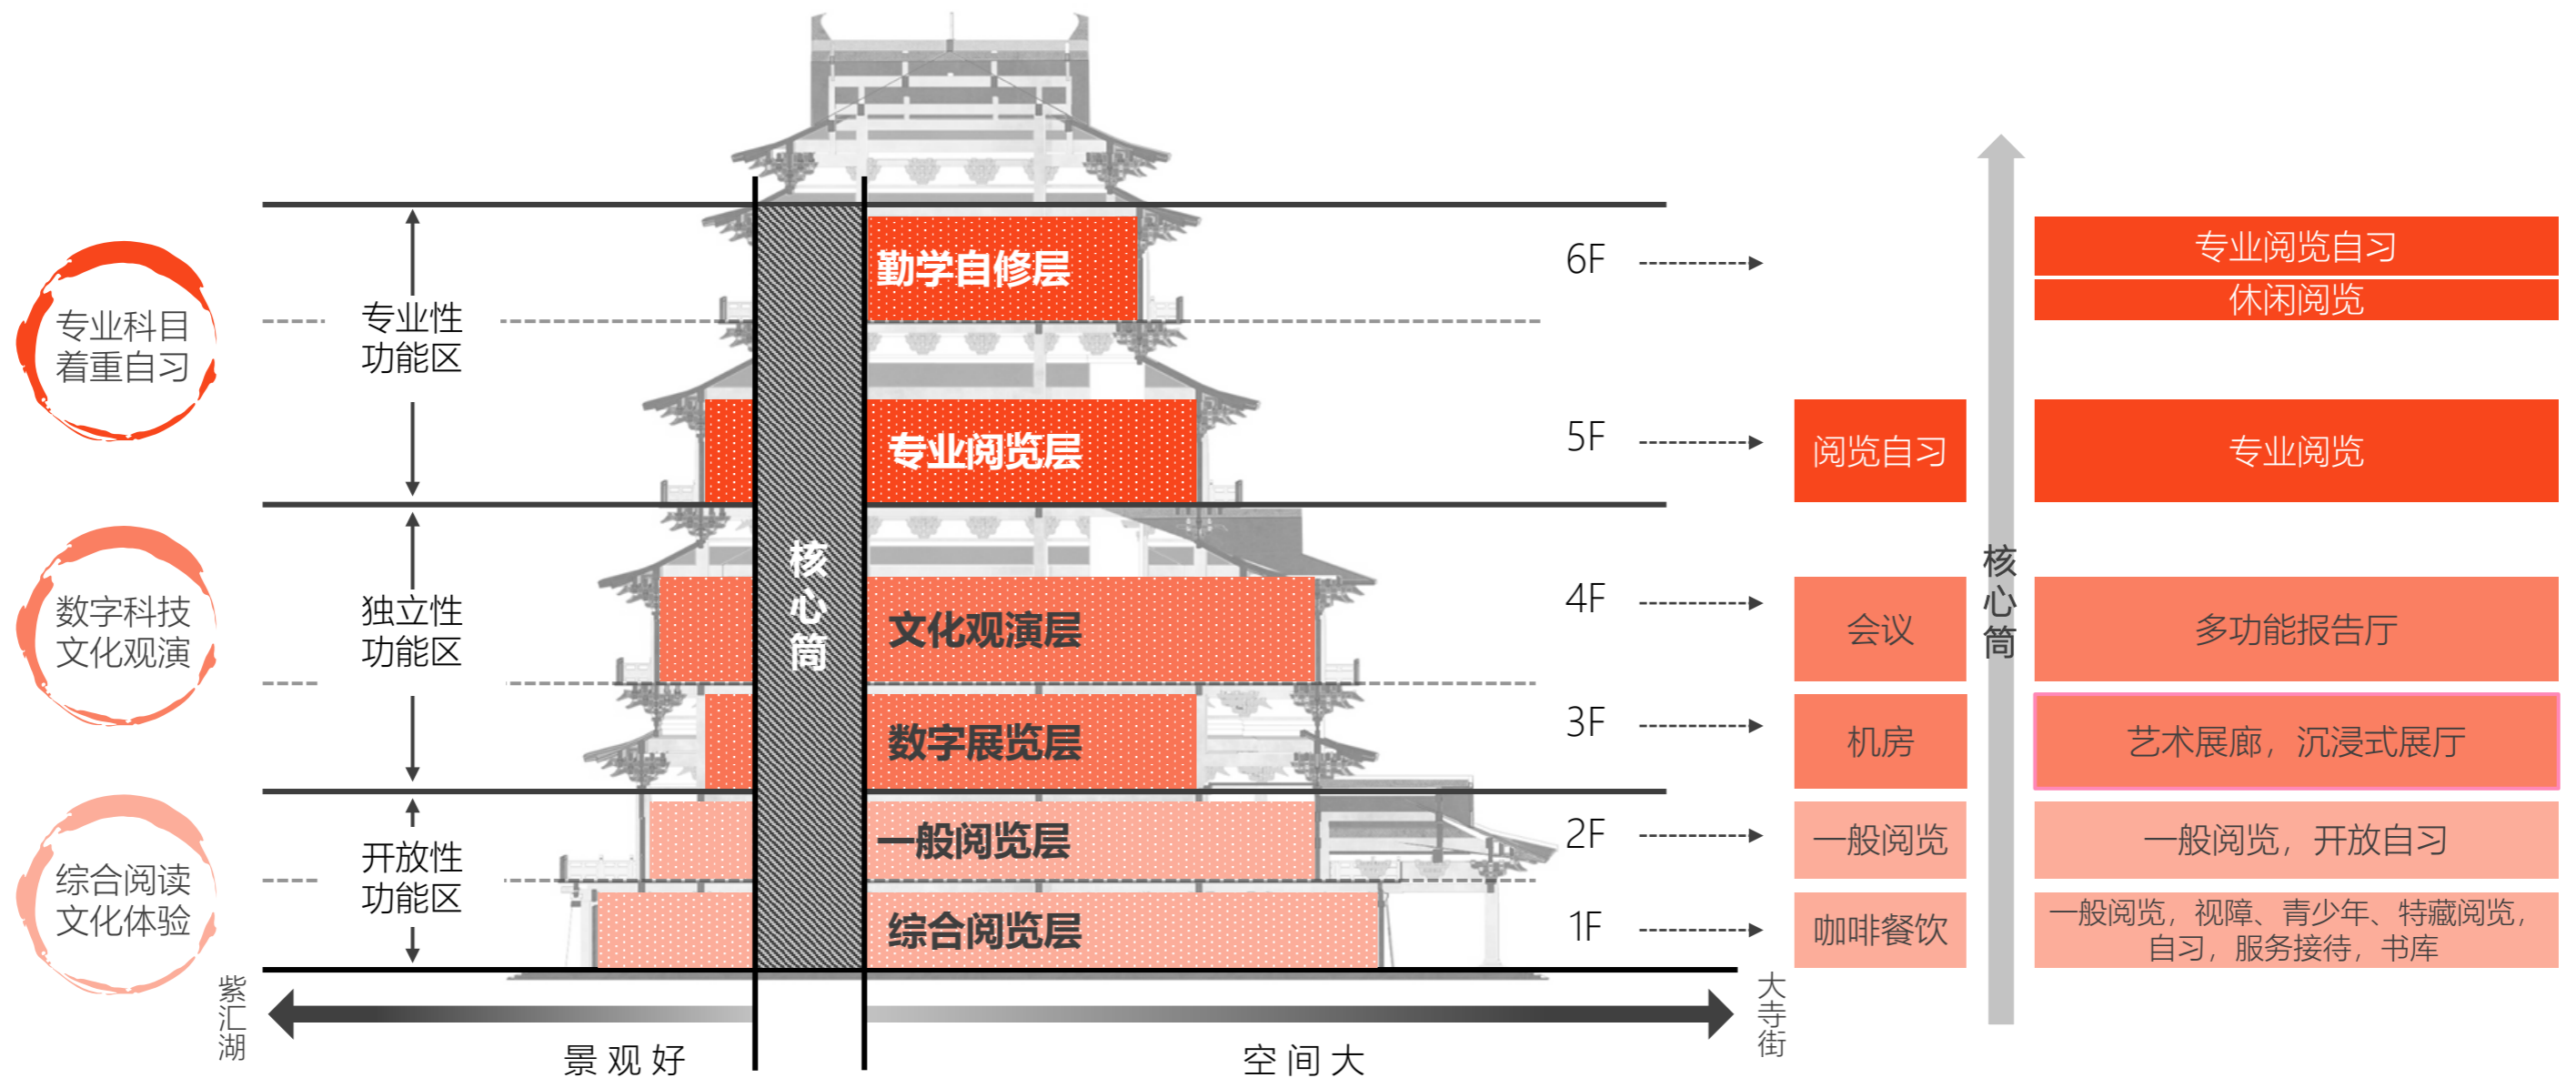 专业科目
着重自习
数字科技
文化观演
综合阅读
文化体验
专业性
功能区
独立性
功能区
开放性
功能区
核心筒
勤学自修层
专业阅览层
文化观演层
数字展览层
一般阅览层
综合阅览层
6F
5F
4F
3F
2F
1F
专业阅览自习
休闲阅览
阅览自习
专业阅览
会议
多功能报告厅
机房
艺术展廊，沉浸式展厅
一般阅览
一般阅览，开放自习
咖啡餐饮
一般阅览，视障、青少年、特藏阅览，
自习，服务接待，书库
核心筒
紫汇湖
景观好
空间大
大寺街